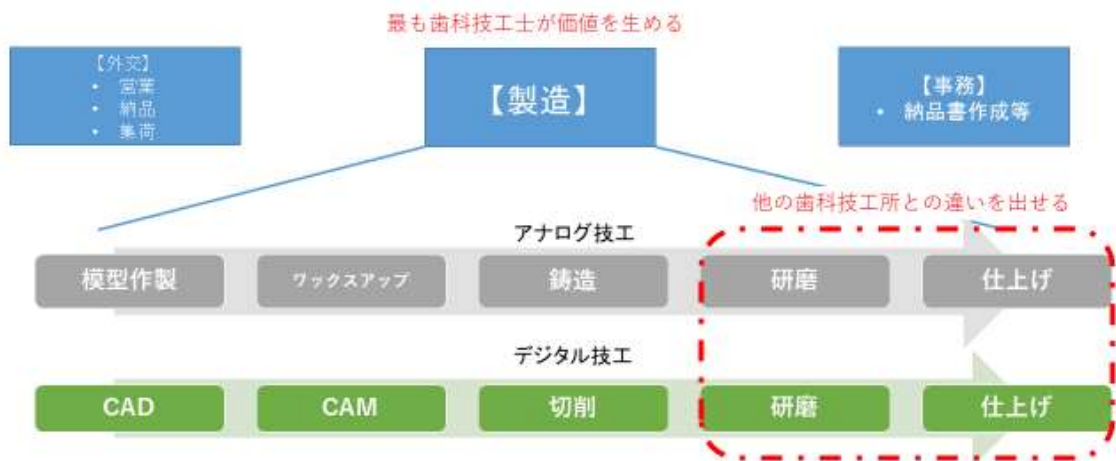 最も歯科技工士が価値を生める
【外交】
• 営業
• 納品
• 集荷
【製造】
【事務】
• 納品書作成等
他の歯科技工所との違いを出せる
アナログ技工
模型作製
ワックスアップ
鋳造
研磨
仕上げ
デジタル技工
CAD
CAM
切削
研磨
仕上げ